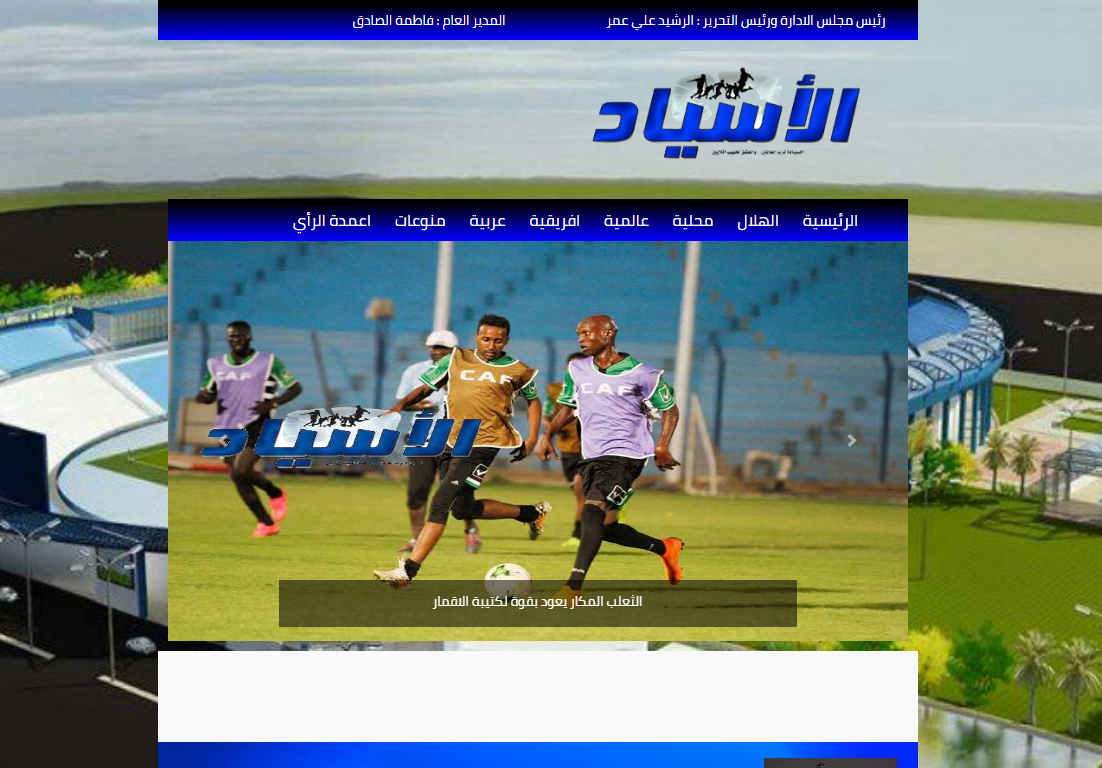 رئيس مجلس الادارة ورئيس التحرير : الرشيد علي عمر
المدير العام : فاطمة الصادق
الأسياد
الرئيسية الهلال محلية عالمية افريقية عربية منوعات اعمدة الرأي
CAF
CAF
CAF
الأسياد
الثعلب المكار يعود بقوة لكتيبة الاقمار